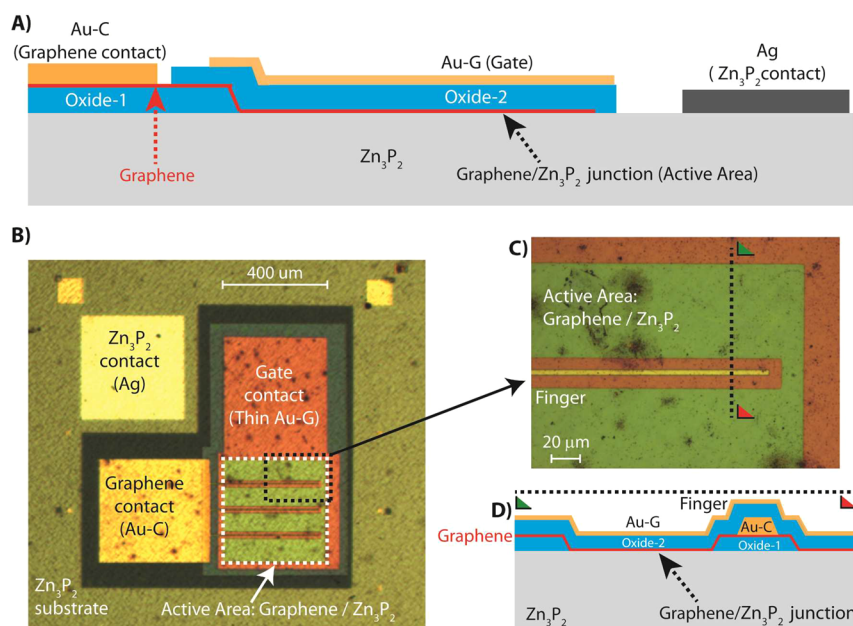 A)
Au-C
(Graphene contact)
Au-G (Gate)
Ag
( Zn₃P₂contact)
Oxide-1
Oxide-2
Zn₃P₂
Graphene
Graphene/Zn₃P₂ junction (Active Area)
B)
400 um
Zn₃P₂
contact
(Ag)
Gate
contact
(Thin Au-G)
Graphene
contact
(Au-C)
Zn₃P₂
substrate
Active Area: Graphene / Zn₃P₂
C)
Active Area:
Graphene / Zn₃P₂
Finger
20 μm
D)
Finger
Au-G
Au-C
Graphene
Oxide-2
Oxide-1
Zn₃P₂
Graphene/Zn₃P₂ junction